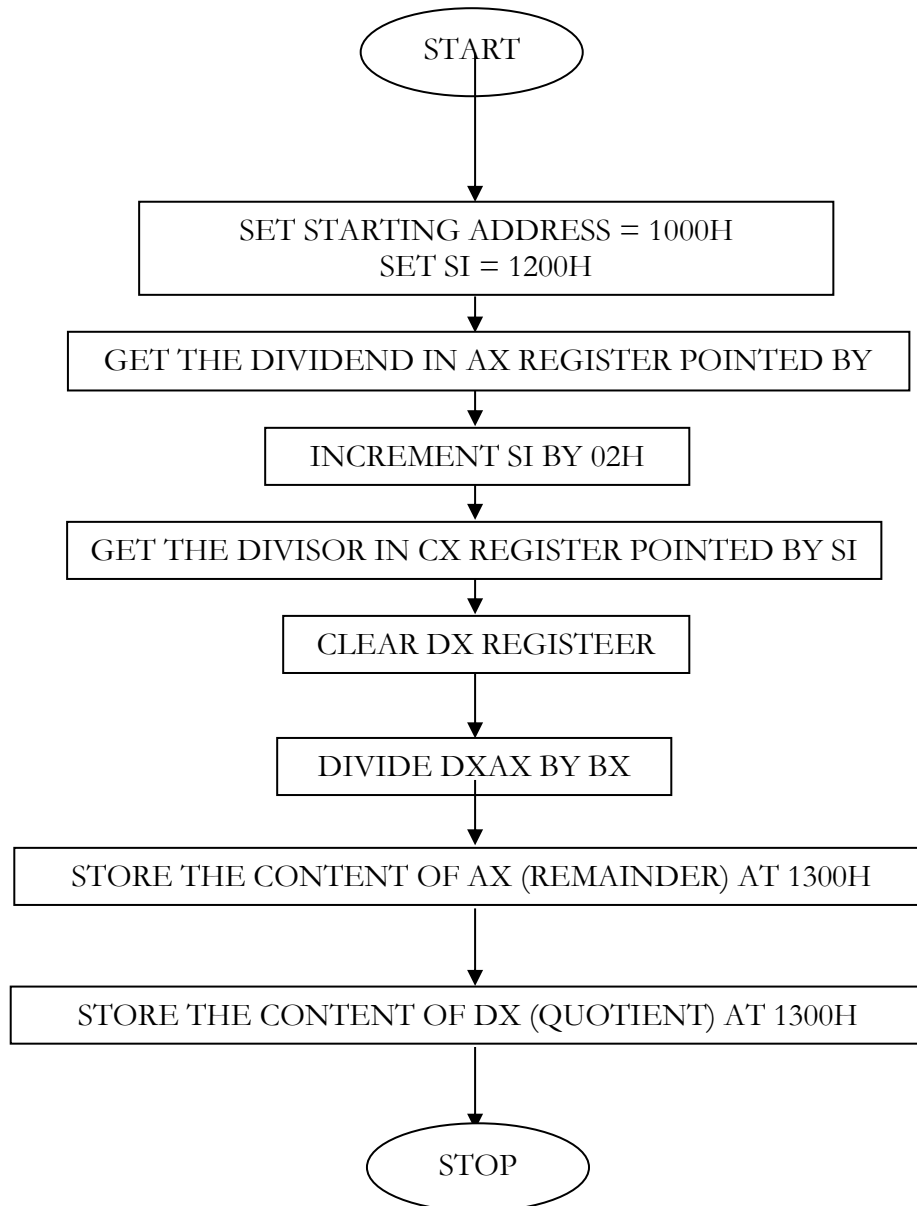 START
SET STARTING ADDRESS = 1000H
SET SI = 1200H
GET THE DIVIDEND IN AX REGISTER POINTED BY
INCREMENT SI BY 02H
GET THE DIVISOR IN CX REGISTER POINTED BY SI
CLEAR DX REGISTEER
DIVIDE DXAX BY BX
STORE THE CONTENT OF AX (REMAINDER) AT 1300H
STORE THE CONTENT OF DX (QUOTIENT) AT 1300H
STOP